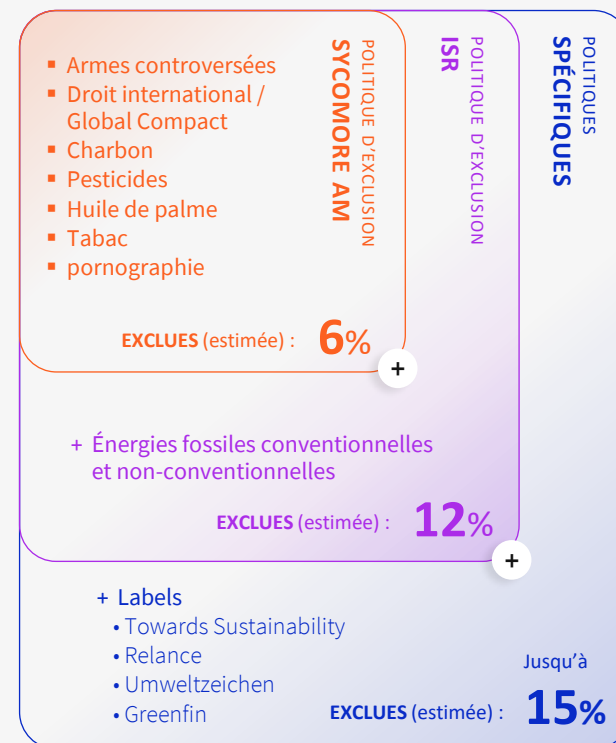 POLITIQUE D'EXCLUSION
SYCOMORE AM
▪ Armes controversées
▪ Droit international /
Global Compact
▪ Charbon
▪ Pesticides
▪ Huile de palme
▪ Tabac
▪ pornographie
EXCLUES (estimée) : 6%
+
POLITIQUE D'EXCLUSION
ISR
+ Énergies fossiles conventionnelles
et non-conventionnelles
EXCLUES (estimée) : 12%
+
POLITIQUES
SPÉCIFIQUES
+ Labels
• Towards Sustainability
• Relance
• Umweltzeichen
• Greenfin
Jusqu'à
EXCLUES (estimée) : 15%